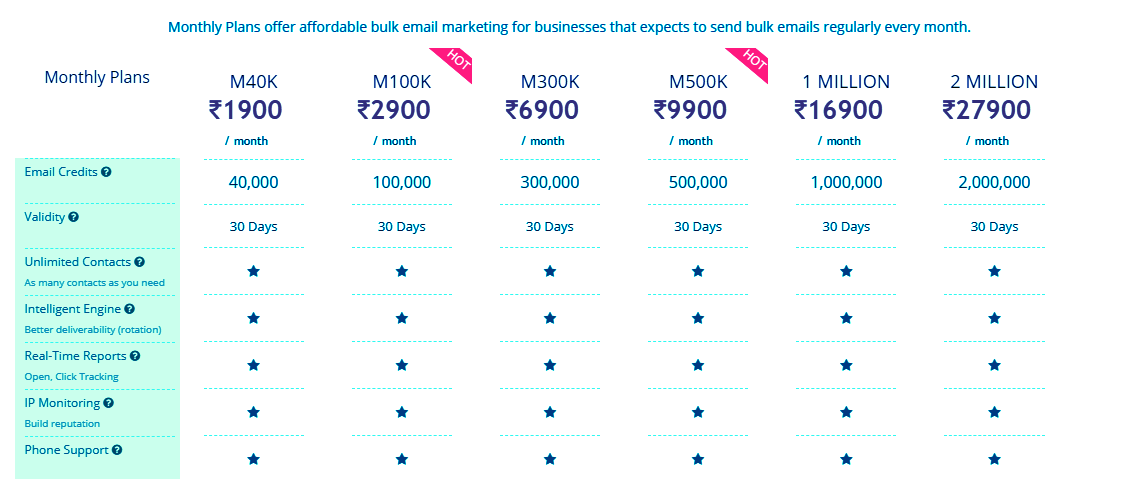 Monthly Plans offer affordable bulk email marketing for businesses that expects to send bulk emails regularly every month.
HOT HOT
Monthly Plans M40K M100K M300K M500K 1 MILLION 2 MILLION
₹1900 ₹2900 ₹6900 ₹9900 ₹16900 ₹27900
/ month / month / month / month / month / month
Email Credits 40,000 100,000 300,000 500,000 1,000,000 2,000,000
Validity 30 Days 30 Days 30 Days 30 Days 30 Days 30 Days
Unlimited Contacts
As many contacts as you need
Intelligent Engine
Better deliverability (rotation)
Real-Time Reports
Open, Click Tracking
IP Monitoring
Build reputation
Phone Support